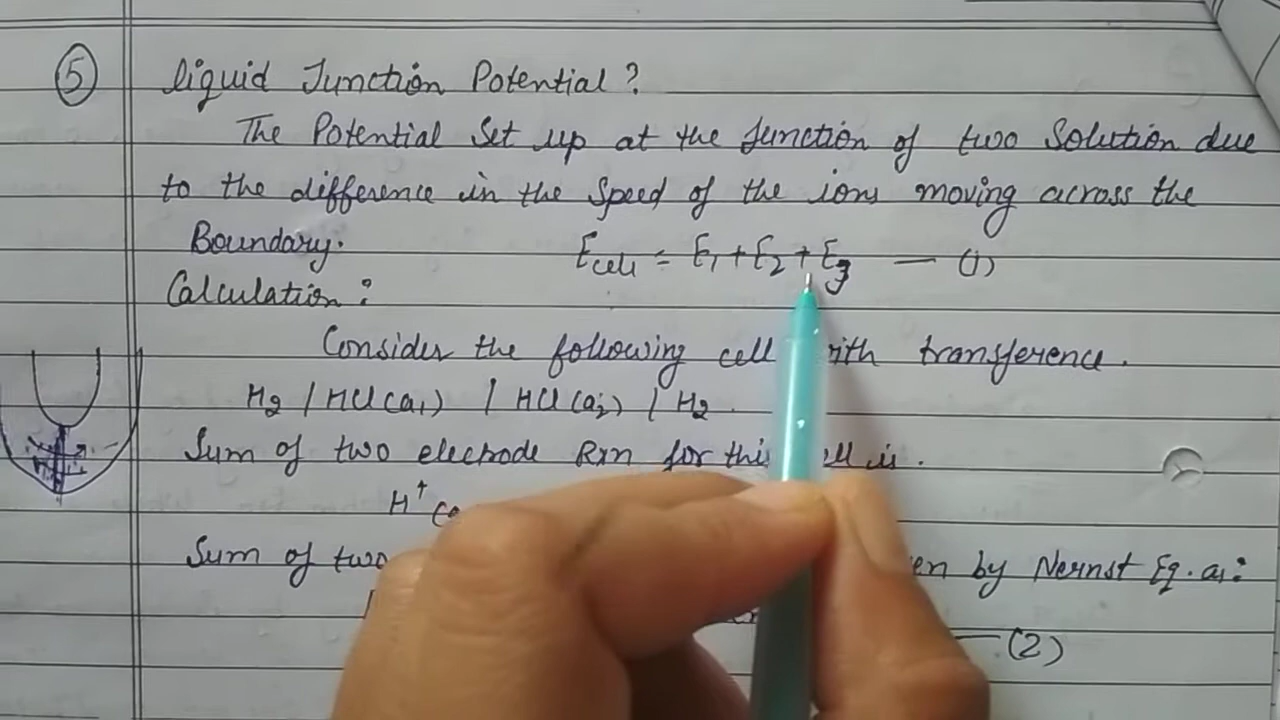 5 liquid Junction Potential ?
The Potential Set up at the Junction of two Solution due
to the difference in the Speed of the ions moving across the
Boundary.
Ecell = E1 + E2 + Ej — (1)
Calculation :
Consider the following cell with transference.
H2 / HCl (a1) / HCl (a2) / H2.
Sum of two electrode Rxn for this cell is.
H+
Sum of two by Nernst Eq. as:
— (2)